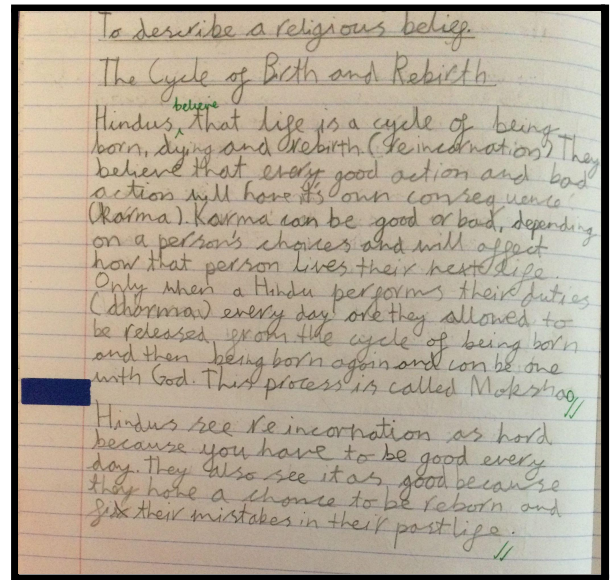 To describe a religious belief.
The Cycle of Birth and Rebirth
believe
Hindus ^ that life is a cycle of being
born, dying and rebirth (reincarnation) They
believe that every good action and bad
action will have it's own consequence
(Karma). Karma can be good or bad, depending
on a person's choices and will affect
how that person lives their next life.
Only when a Hindu performs their duties
(dharma) every day are they allowed to
be released from the cycle of being born
and then being born again and can be one
with God. This process is called Moksha
Hindus see reincarnation as hard
because you have to be good every
day. They also see it as good because
they have a chance to be reborn and
fix their mistakes in their past life.